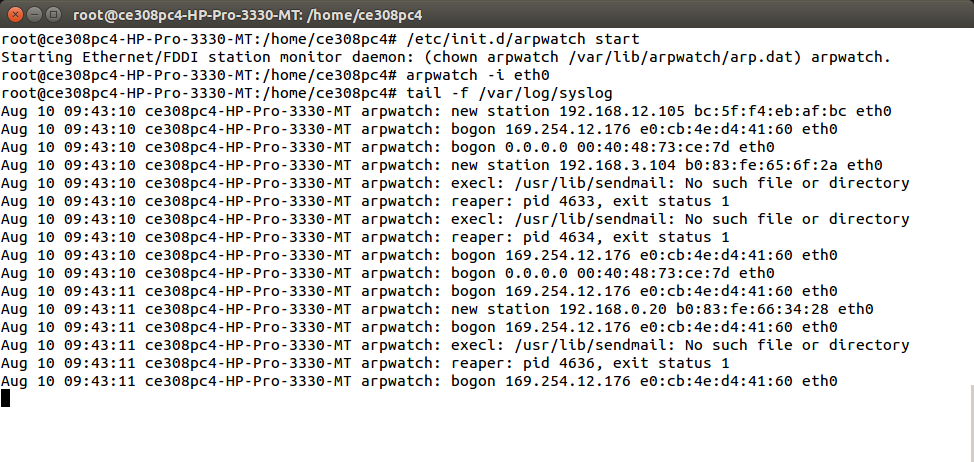 root@ce308pc4-HP-Pro-3330-MT: /home/ce308pc4
root@ce308pc4-HP-Pro-3330-MT:/home/ce308pc4# /etc/init.d/arpwatch start
Starting Ethernet/FDDI station monitor daemon: (chown arpwatch /var/lib/arpwatch/arp.dat) arpwatch.
root@ce308pc4-HP-Pro-3330-MT:/home/ce308pc4# arpwatch -i eth0
root@ce308pc4-HP-Pro-3330-MT:/home/ce308pc4# tail -f /var/log/syslog
Aug 10 09:43:10 ce308pc4-HP-Pro-3330-MT arpwatch: new station 192.168.12.105 bc:5f:f4:eb:af:bc eth0
Aug 10 09:43:10 ce308pc4-HP-Pro-3330-MT arpwatch: bogon 169.254.12.176 e0:cb:4e:d4:41:60 eth0
Aug 10 09:43:10 ce308pc4-HP-Pro-3330-MT arpwatch: bogon 0.0.0.0 00:40:48:73:ce:7d eth0
Aug 10 09:43:10 ce308pc4-HP-Pro-3330-MT arpwatch: new station 192.168.3.104 b0:83:fe:65:6f:2a eth0
Aug 10 09:43:10 ce308pc4-HP-Pro-3330-MT arpwatch: execl: /usr/lib/sendmail: No such file or directory
Aug 10 09:43:10 ce308pc4-HP-Pro-3330-MT arpwatch: reaper: pid 4633, exit status 1
Aug 10 09:43:10 ce308pc4-HP-Pro-3330-MT arpwatch: execl: /usr/lib/sendmail: No such file or directory
Aug 10 09:43:10 ce308pc4-HP-Pro-3330-MT arpwatch: reaper: pid 4634, exit status 1
Aug 10 09:43:10 ce308pc4-HP-Pro-3330-MT arpwatch: bogon 169.254.12.176 e0:cb:4e:d4:41:60 eth0
Aug 10 09:43:10 ce308pc4-HP-Pro-3330-MT arpwatch: bogon 0.0.0.0 00:40:48:73:ce:7d eth0
Aug 10 09:43:11 ce308pc4-HP-Pro-3330-MT arpwatch: bogon 169.254.12.176 e0:cb:4e:d4:41:60 eth0
Aug 10 09:43:11 ce308pc4-HP-Pro-3330-MT arpwatch: new station 192.168.0.20 b0:83:fe:66:34:28 eth0
Aug 10 09:43:11 ce308pc4-HP-Pro-3330-MT arpwatch: bogon 169.254.12.176 e0:cb:4e:d4:41:60 eth0
Aug 10 09:43:11 ce308pc4-HP-Pro-3330-MT arpwatch: execl: /usr/lib/sendmail: No such file or directory
Aug 10 09:43:11 ce308pc4-HP-Pro-3330-MT arpwatch: reaper: pid 4636, exit status 1
Aug 10 09:43:11 ce308pc4-HP-Pro-3330-MT arpwatch: bogon 169.254.12.176 e0:cb:4e:d4:41:60 eth0